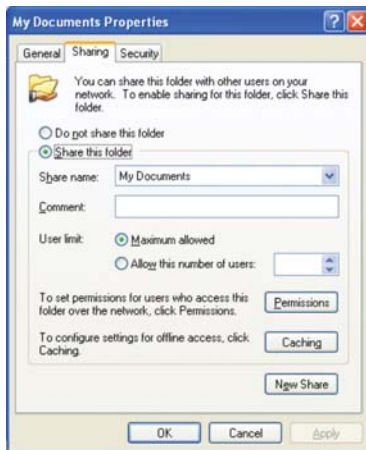 My Documents Properties
General Sharing Security
You can share this folder with other users on your
network. To enable sharing for this folder, click Share this
folder.
Do not share this folder
Share this folder
Share name: My Documents
Comment:
User limit: Maximum allowed
Allow this number of users:
To set permissions for users who access this
folder over the network, click Permissions.
Permissions
To configure settings for offline access, click
Caching.
Caching
New Share
OK Cancel Apply